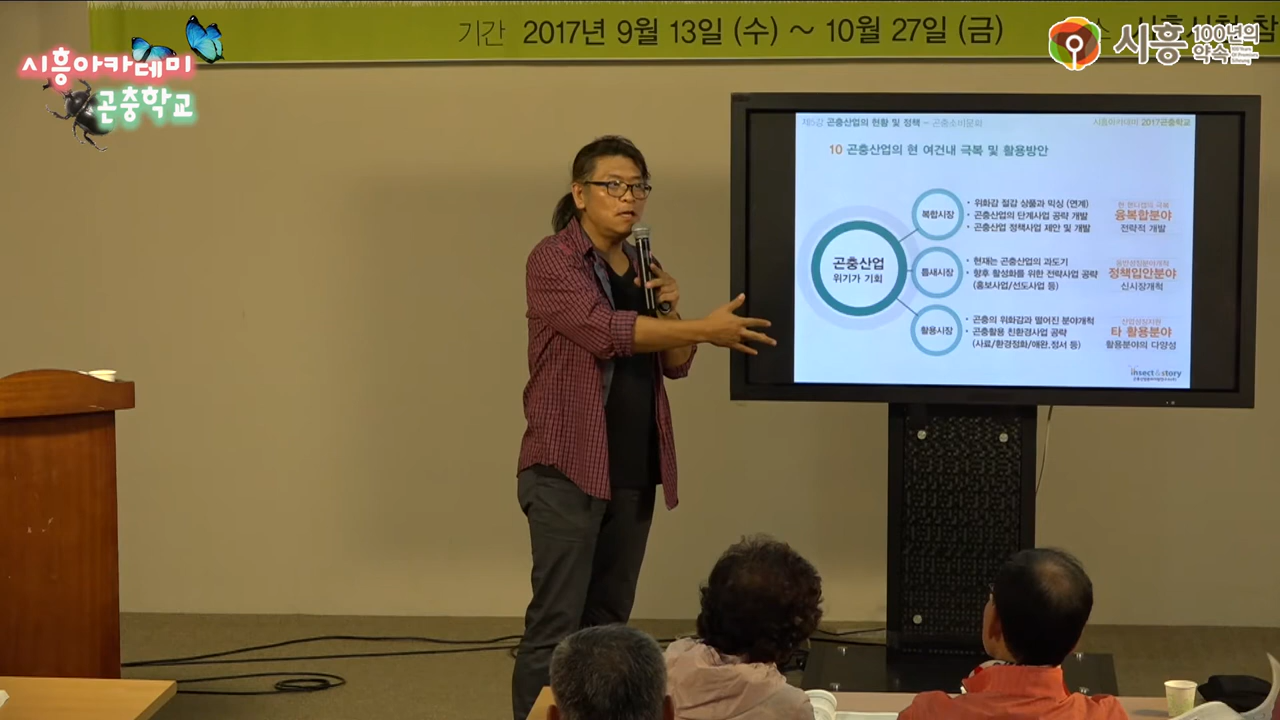 기간 2017년 9월 13일 (수) ~ 10월 27일 (금)
시흥 100년의 약속
시흥아카데미
곤충학교
제5강 곤충산업의 현황 및 정책 - 곤충소비문화
시흥아카데미 2017곤충학교
10 곤충산업의 현 여건내 극복 및 활용방안
곤충산업
위기가 기회
복합시장
• 위화감 절감 상품과 믹싱 (연계)
• 곤충산업의 단계사업 공략 개발
• 곤충산업 정책사업 제안 및 개발
융복합분야
전략적 개발
틈새시장
• 현재는 곤충산업의 과도기
• 향후 활성화를 위한 전략사업 공략
(홍보사업/선도사업 등)
정책입안분야
신시장개척
활용시장
• 곤충의 위화감과 떨어진 분야개척
• 곤충활용 친환경사업 공략
(사료/환경정화/애완,정서 등)
타 활용분야
활용분야의 다양성
insect story